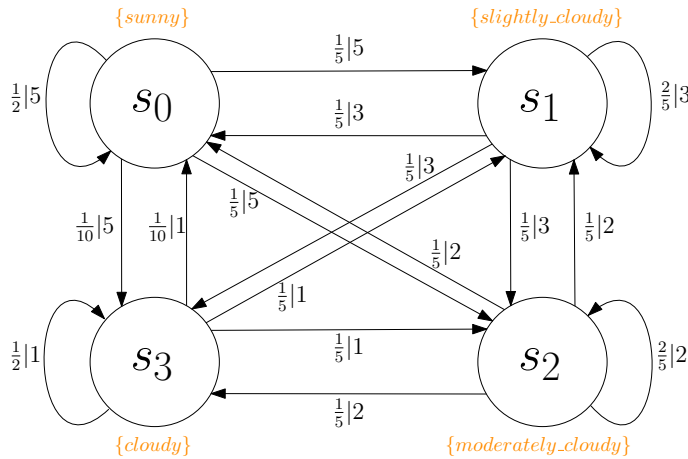 {sunny} {slightly_cloudy}
1/5|5
1/2|5 s0 s1 2/5|3
1/5|3
1/5|3
1/5|5
1/10|5 1/10|1 1/5|3 1/5|2
1/5|2
1/5|1
1/5|1
1/2|1 s3 s2 2/5|2
1/5|2
{cloudy} {moderately_cloudy}